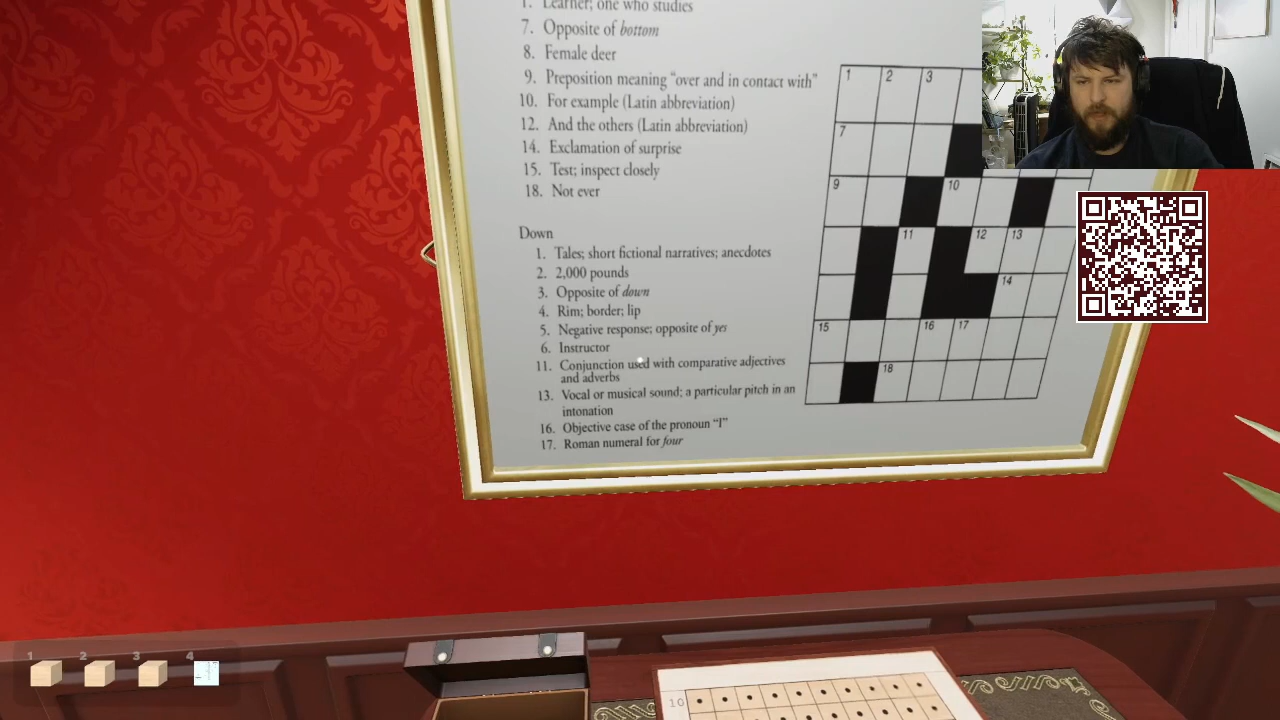 1. Learner; one who studies
7. Opposite of bottom
8. Female deer
9. Preposition meaning “over and in contact with”
10. For example (Latin abbreviation)
12. And the others (Latin abbreviation)
14. Exclamation of surprise
15. Test; inspect closely
18. Not ever
Down
1. Tales; short fictional narratives; anecdotes
2. 2,000 pounds
3. Opposite of down
4. Rim; border; lip
5. Negative response; opposite of yes
6. Instructor
11. Conjunction used with comparative adjectives
and adverbs
13. Vocal or musical sound; a particular pitch in an
intonation
16. Objective case of the pronoun “I”
17. Roman numeral for four
1 2 3
7
9 10
11 12 13
14
15 16 17
18
1 2 3 4
10